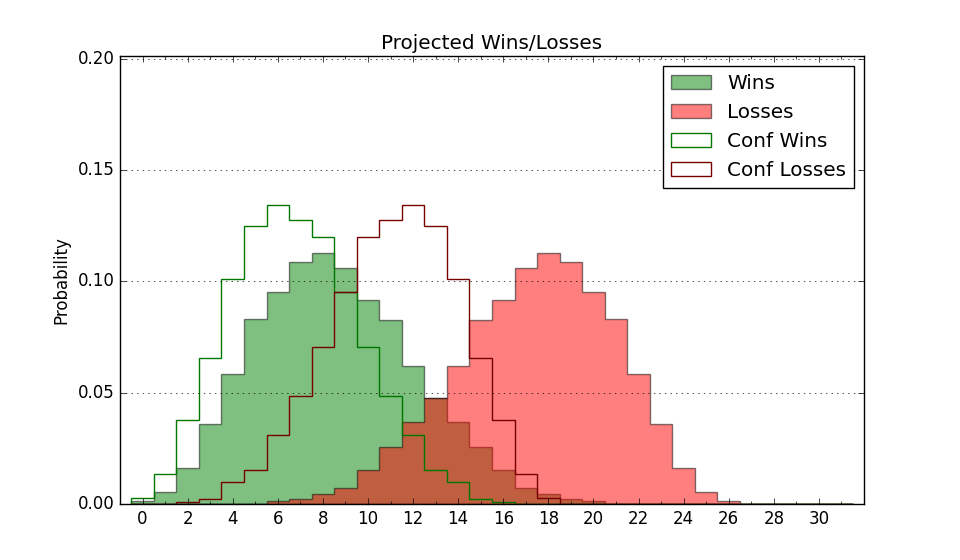 Projected Wins/Losses
0.20
0.15
0.10
0.05
0.00
Probability
Wins
Losses
Conf Wins
Conf Losses
0 2 4 6 8 10 12 14 16 18 20 22 24 26 28 30